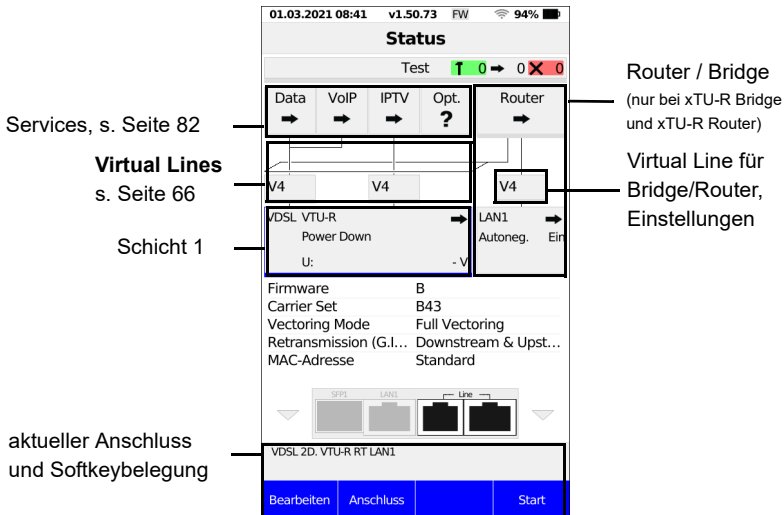 01.03.2021 08:41 v1.50.73 FW 94%
Status
Test 0 0 0
Data VoIP IPTV Opt. Router
?
Router / Bridge
(nur bei xTU-R Bridge
und xTU-R Router)
Services, s. Seite 82
Virtual Lines
s. Seite 66
V4 V4 V4
Virtual Line für
Bridge/Router,
Einstellungen
Schicht 1
VDSL VTU-R
Power Down
U: - V
LAN1
Autoneg. Ein
Firmware B
Carrier Set B43
Vectoring Mode Full Vectoring
Retransmission (G.I... Downstream & Upst...
MAC-Adresse Standard
SFP1 LAN1 Line
aktueller Anschluss
und Softkeybelegung
VDSL 2D. VTU-R RT LAN1
Bearbeiten Anschluss Start